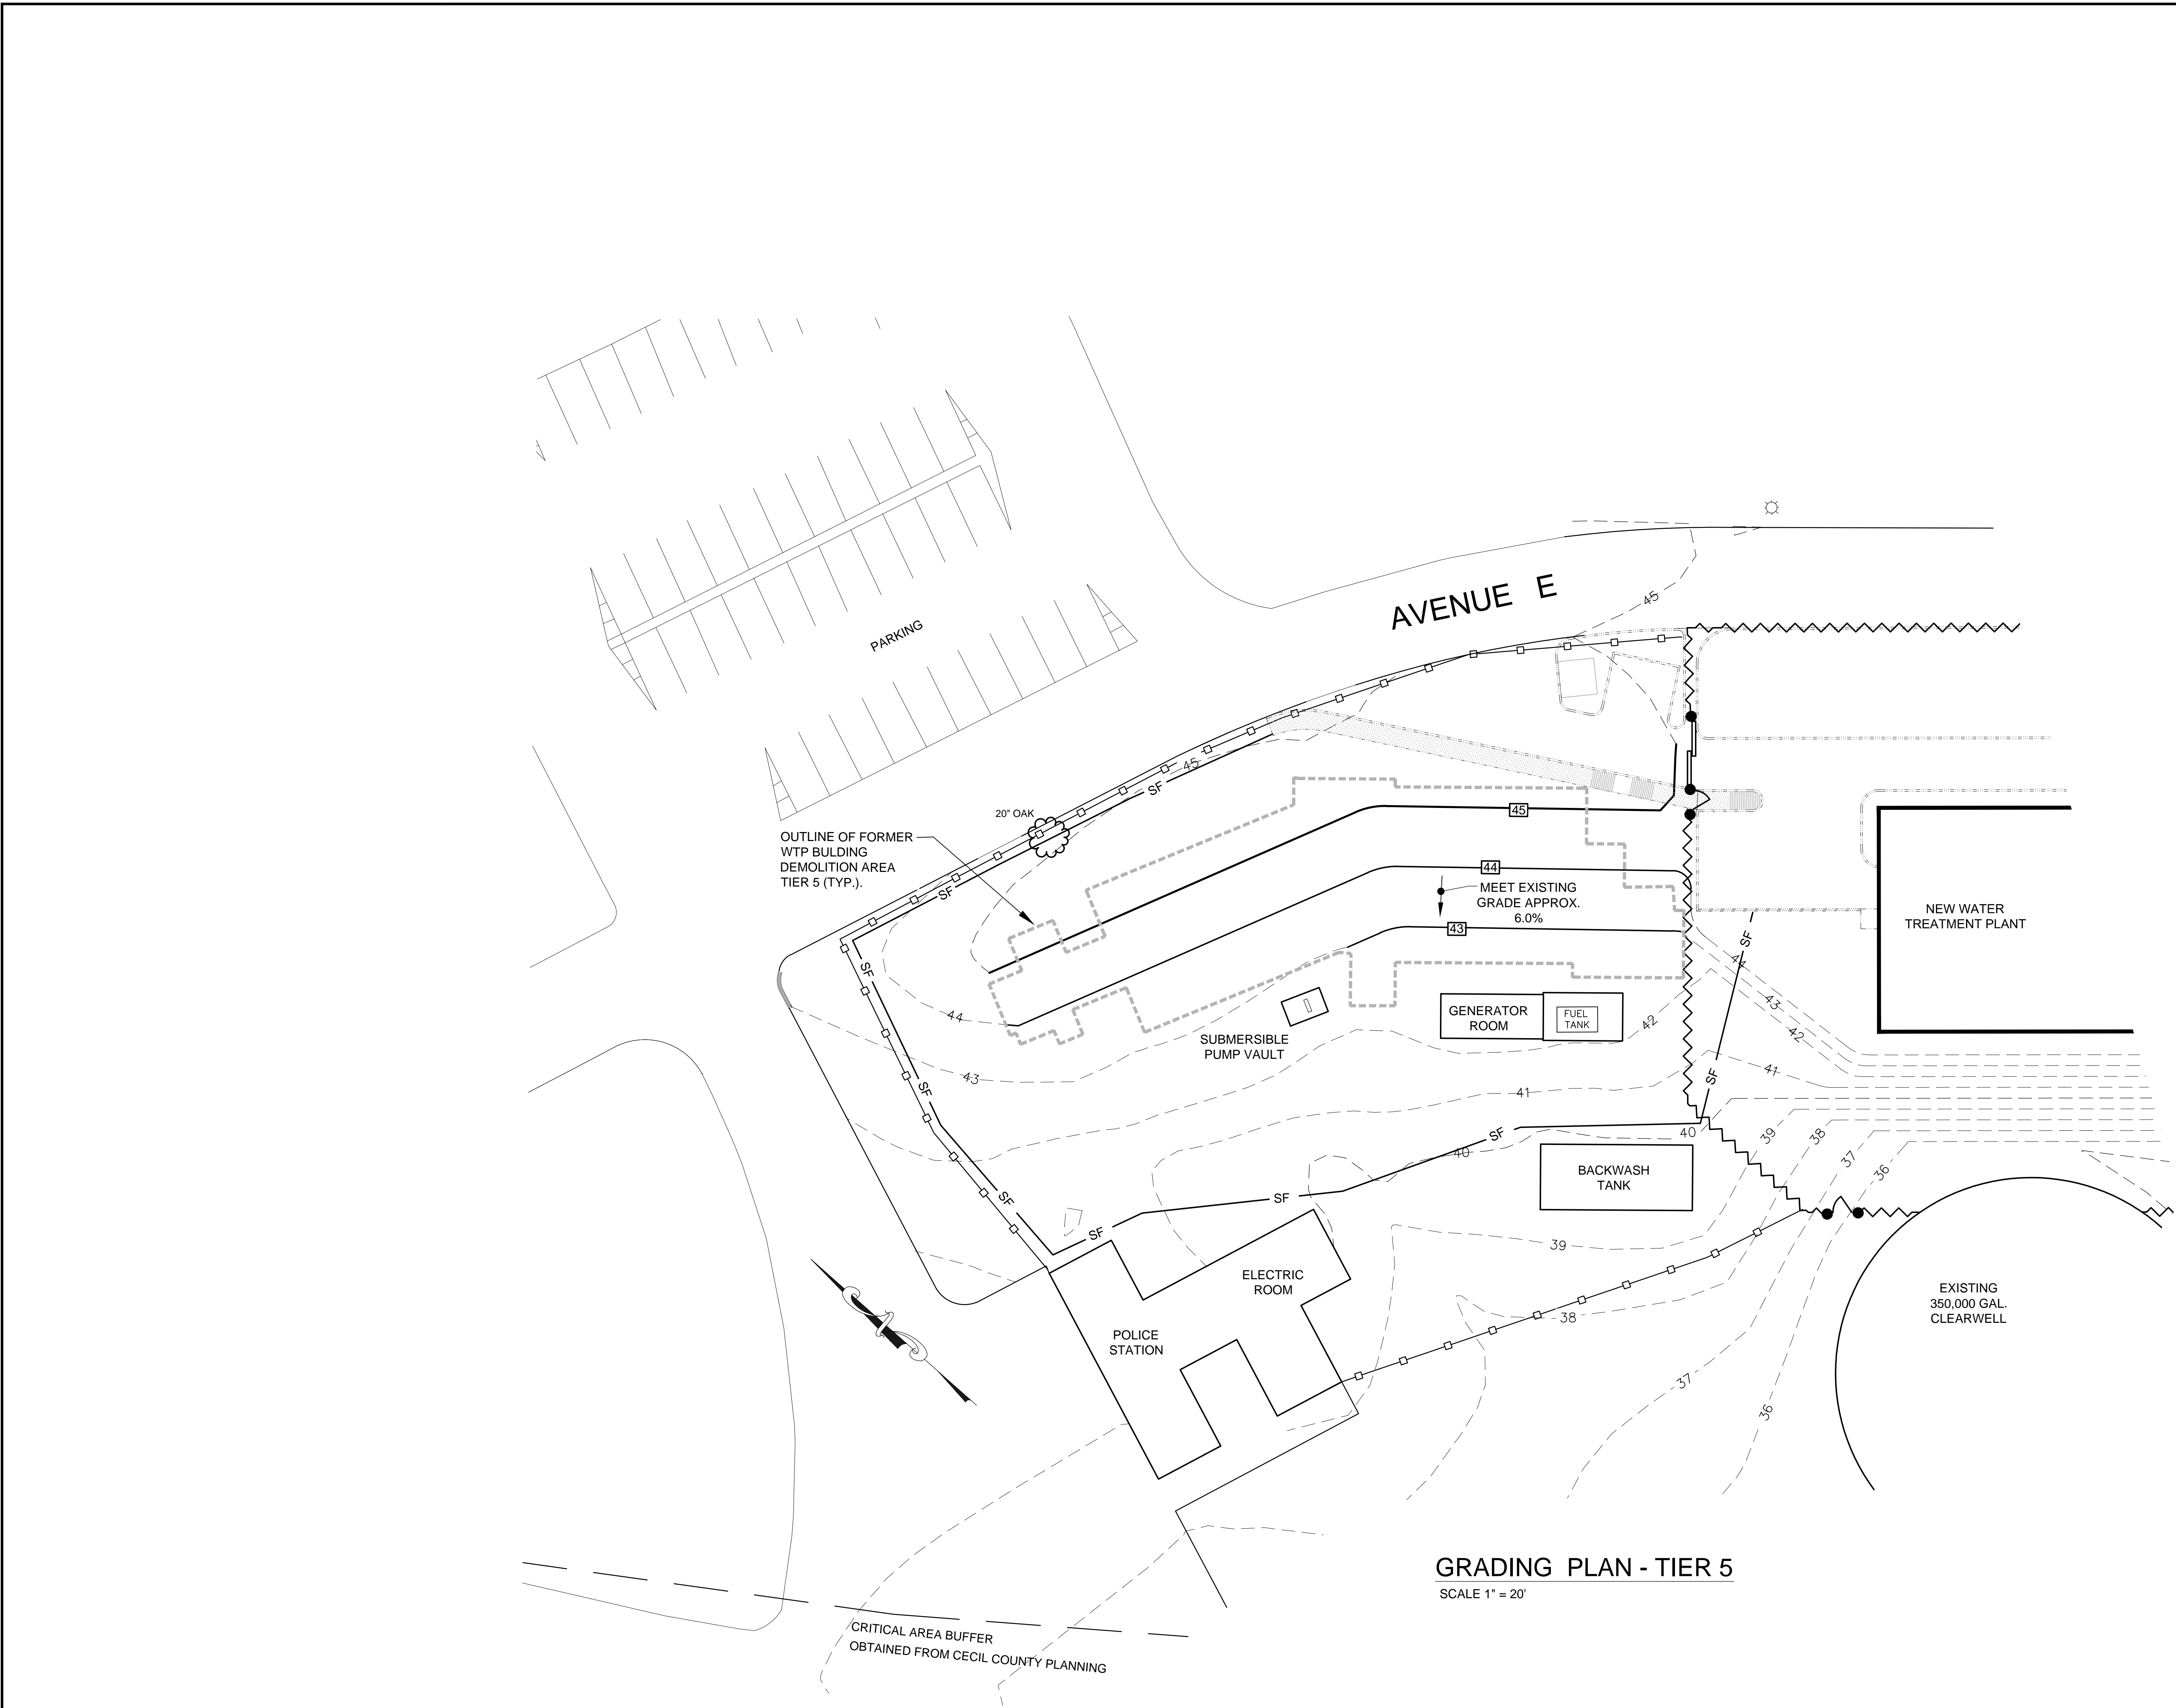 AVENUE E
45
PARKING
45
SF
20" OAK
OUTLINE OF FORMER
WTP BULDING
DEMOLITION AREA
TIER 5 (TYP.).
SF
45
44
MEET EXISTING
GRADE APPROX.
6.0%
43
NEW WATER
TREATMENT PLANT
SF
SF
44
44
43
42
42
GENERATOR
ROOM
FUEL
TANK
SUBMERSIBLE
PUMP VAULT
43
SF
41
41
SF
SF
40
40
39
38
37
36
BACKWASH
TANK
SF
SF
SF
39
ELECTRIC
ROOM
EXISTING
350,000 GAL.
CLEARWELL
38
POLICE
STATION
37
36
GRADING PLAN - TIER 5
SCALE 1" = 20'
CRITICAL AREA BUFFER
OBTAINED FROM CECIL COUNTY PLANNING